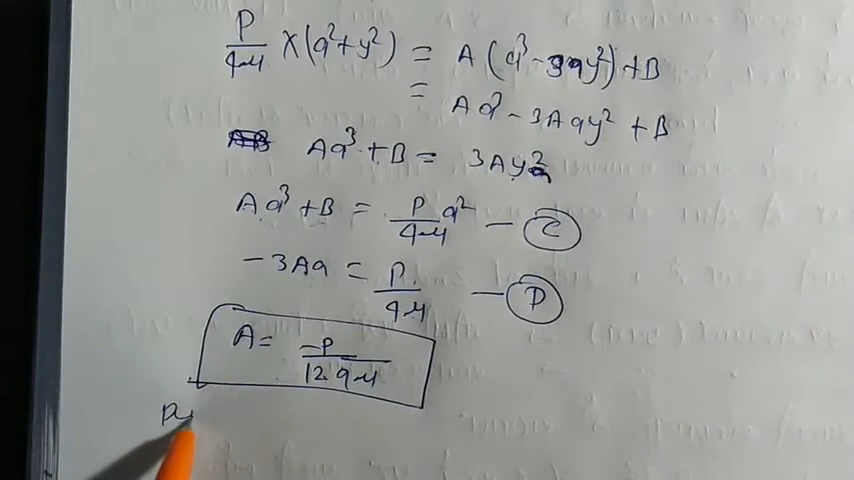 P/4μ X(a²+y²) = A(a³-3ay²)+B
= Aa³ - 3Aay² + B
Aa³ + B = 3Ay²
Aa³ + B = P/4μ a² — C
-3Aa = P/4μ — D
A = -P/12aμ